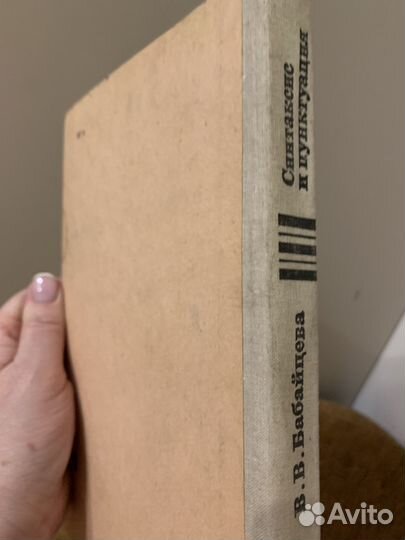 В. В. Бабайцева
Синтаксис
и пунктуация
Avito